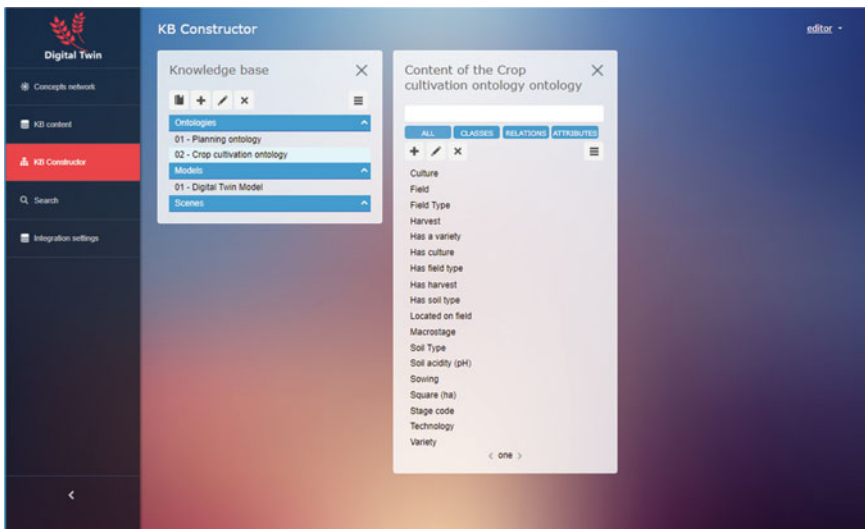 Digital Twin
Concepts network
KB content
KB Constructor
Search
Integration settings
KB Constructor
editor
Knowledge base
Ontologies
01 - Planning ontology
02 - Crop cultivation ontology
Models
01 - Digital Twin Model
Scenes
Content of the Crop
cultivation ontology ontology
ALL CLASSES RELATIONS ATTRIBUTES
Culture
Field
Field Type
Harvest
Has a variety
Has culture
Has field type
Has harvest
Has soil type
Located on field
Macrostage
Soil Type
Soil acidity (pH)
Sowing
Square (ha)
Stage code
Technology
Variety
< one >